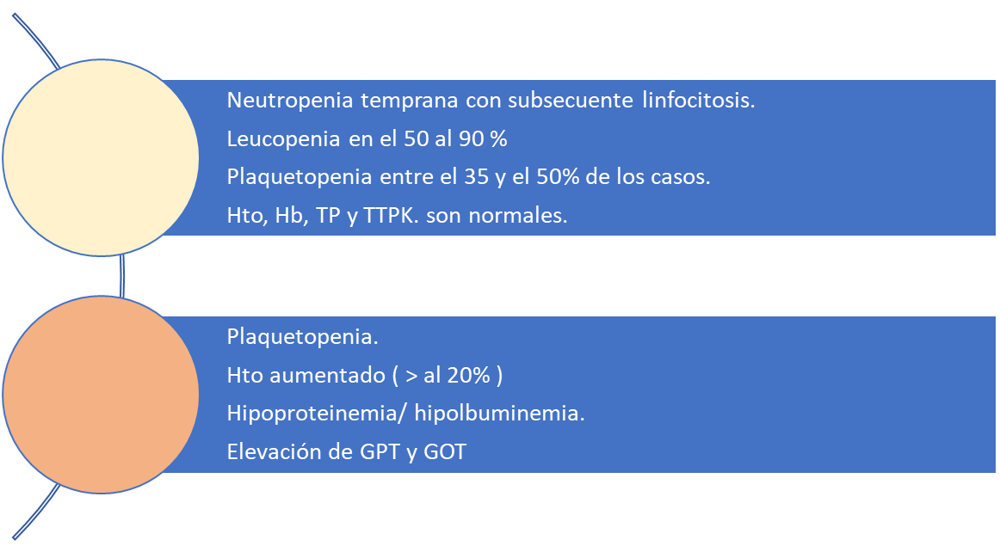 Neutropenia temprana con subsecuente linfocitosis.
Leucopenia en el 50 al 90 %
Plaquetopenia entre el 35 y el 50% de los casos.
Hto, Hb, TP y TTPK. son normales.
Plaquetopenia.
Hto aumentado ( > al 20% )
Hipoproteinemia/ hipolbuminemia.
Elevación de GPT y GOT